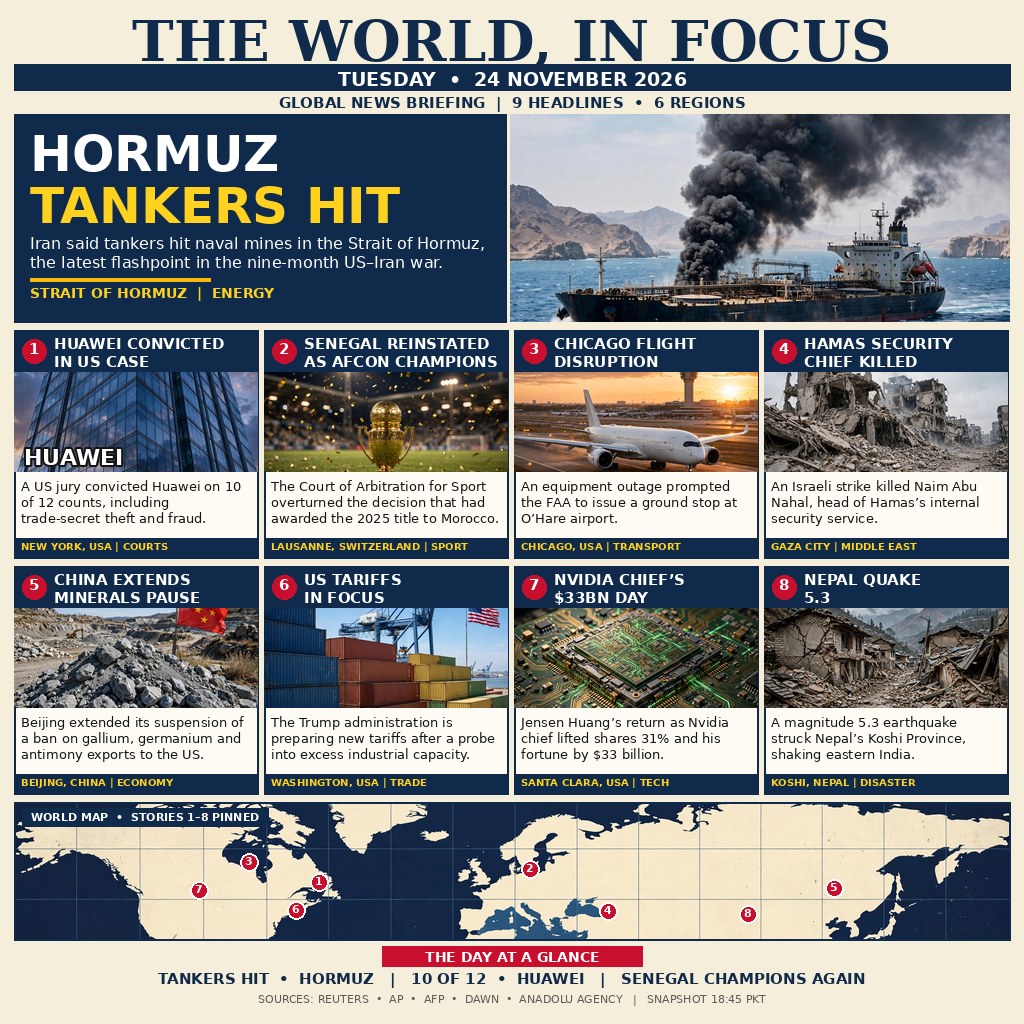 THE WORLD, IN FOCUS
TUESDAY • 24 NOVEMBER 2026
GLOBAL NEWS BRIEFING | 9 HEADLINES • 6 REGIONS
HORMUZ
TANKERS HIT
Iran said tankers hit naval mines in the Strait of Hormuz,
the latest flashpoint in the nine-month US–Iran war.
STRAIT OF HORMUZ | ENERGY
1
HUAWEI CONVICTED
IN US CASE
HUAWEI
A US jury convicted Huawei on 10
of 12 counts, including
trade-secret theft and fraud.
NEW YORK, USA | COURTS
2
SENEGAL REINSTATED
AS AFCON CHAMPIONS
The Court of Arbitration for Sport
overturned the decision that had
awarded the 2025 title to Morocco.
LAUSANNE, SWITZERLAND | SPORT
3
CHICAGO FLIGHT
DISRUPTION
An equipment outage prompted
the FAA to issue a ground stop at
O’Hare airport.
CHICAGO, USA | TRANSPORT
4
HAMAS SECURITY
CHIEF KILLED
An Israeli strike killed Naim Abu
Nahal, head of Hamas’s internal
security service.
GAZA CITY | MIDDLE EAST
5
CHINA EXTENDS
MINERALS PAUSE
Beijing extended its suspension of
a ban on gallium, germanium and
antimony exports to the US.
BEIJING, CHINA | ECONOMY
6
US TARIFFS
IN FOCUS
The Trump administration is
preparing new tariffs after a probe
into excess industrial capacity.
WASHINGTON, USA | TRADE
7
NVIDIA CHIEF’S
$33BN DAY
Jensen Huang’s return as Nvidia
chief lifted shares 31% and his
fortune by $33 billion.
SANTA CLARA, USA | TECH
8
NEPAL QUAKE
5.3
A magnitude 5.3 earthquake
struck Nepal’s Koshi Province,
shaking eastern India.
KOSHI, NEPAL | DISASTER
WORLD MAP • STORIES 1–8 PINNED
3
1
7
6
2
4
5
8
THE DAY AT A GLANCE
TANKERS HIT • HORMUZ | 10 OF 12 • HUAWEI | SENEGAL CHAMPIONS AGAIN
SOURCES: REUTERS • AP • AFP • DAWN • ANADOLU AGENCY | SNAPSHOT 18:45 PKT